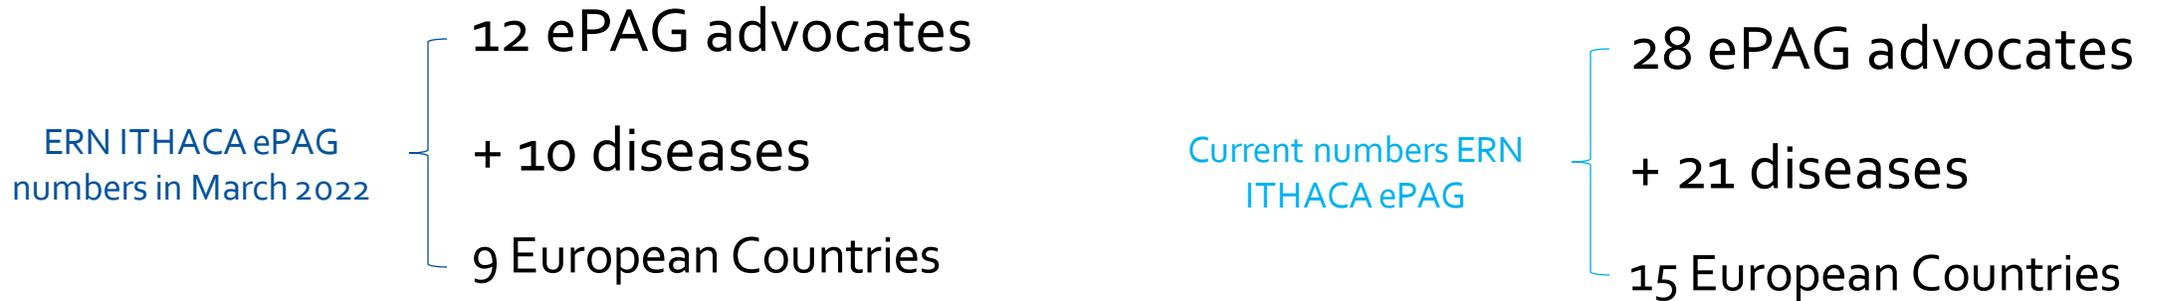 ERN ITHACA ePAG
numbers in March 2022
12 ePAG advocates
+ 10 diseases
9 European Countries
Current numbers ERN
ITHACA ePAG
28 ePAG advocates
+ 21 diseases
15 European Countries